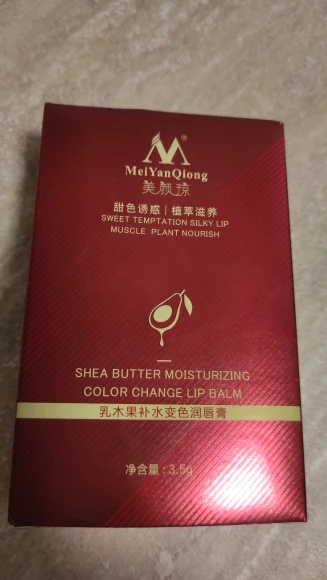 ®
MeiYanQiong
美颜琼
甜色诱惑 | 植萃滋养
SWEET TEMPTATION SILKY LIP
MUSCLE PLANT NOURISH
SHEA BUTTER MOISTURIZING
COLOR CHANGE LIP BALM
乳木果补水变色润唇膏
净含量：3.5g